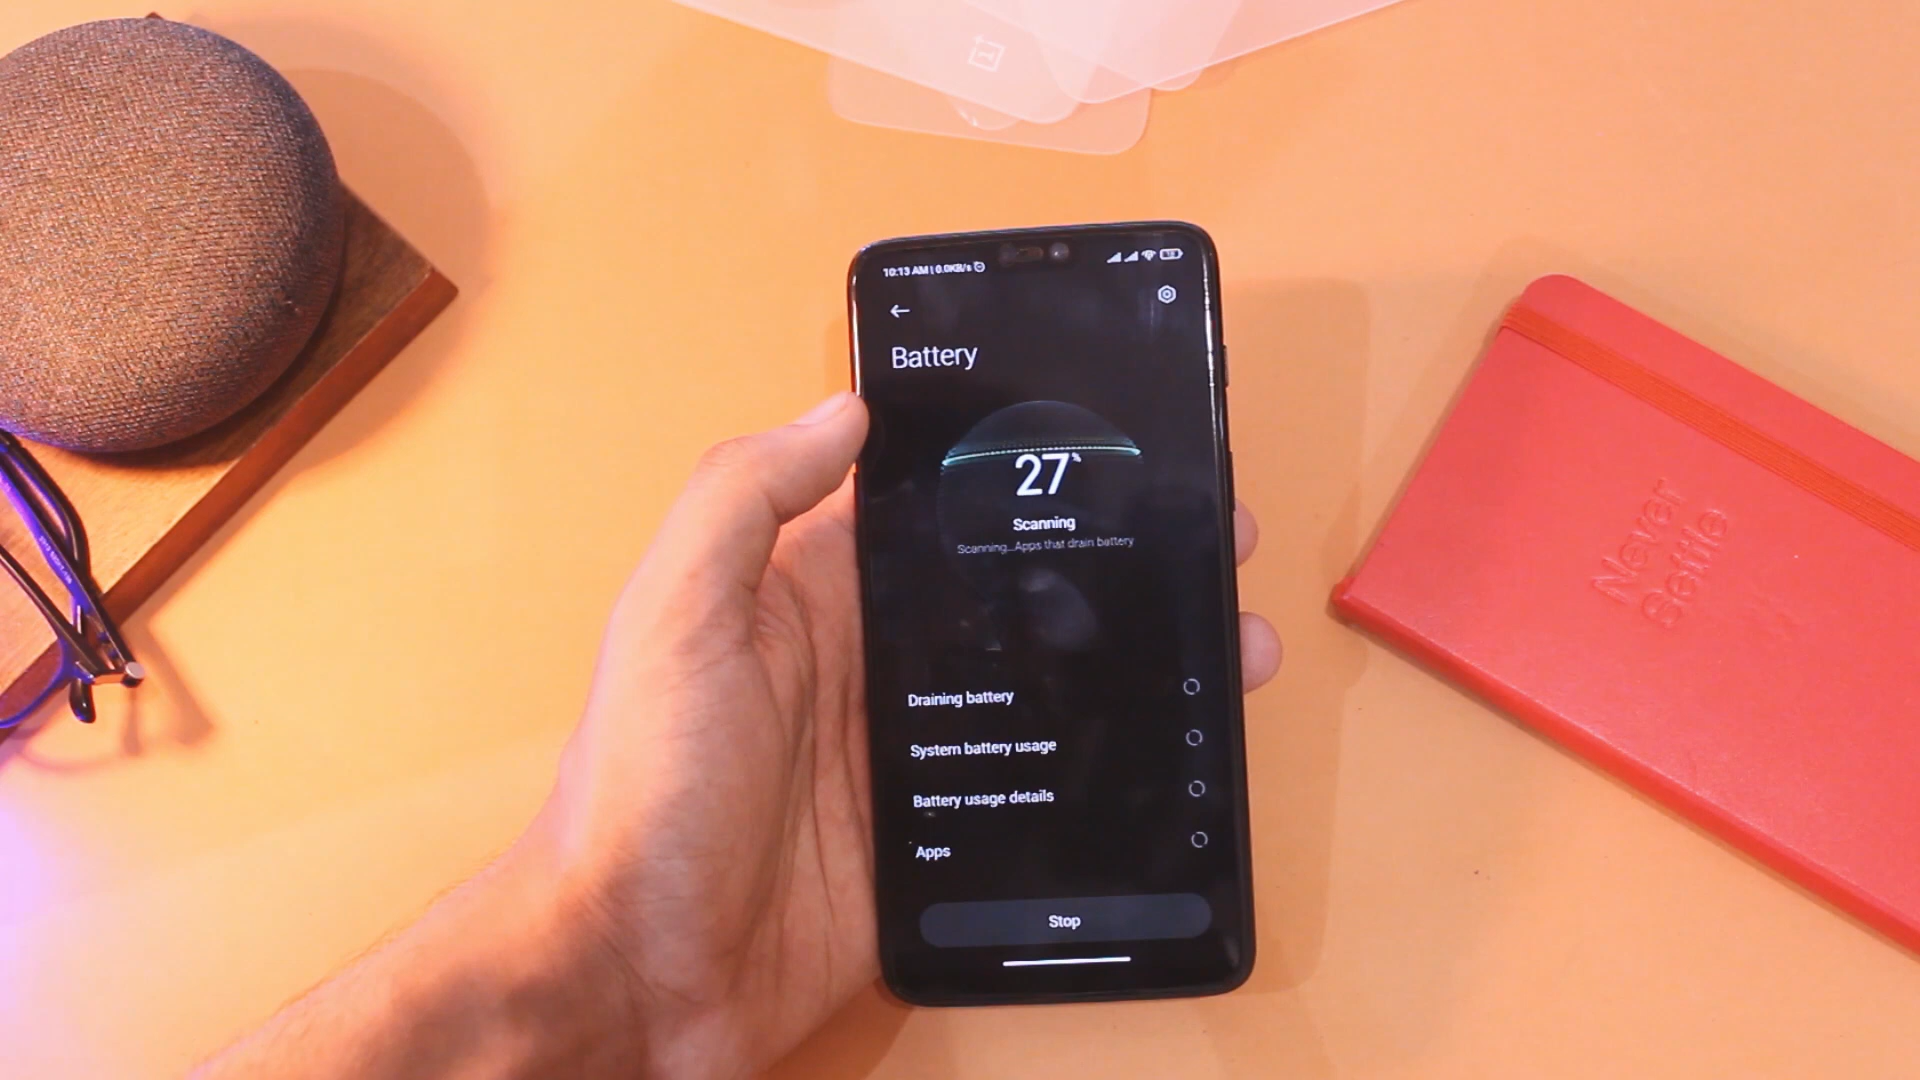 10:13 AM | 0.0KB/s
Battery
27%
Scanning
Scanning...Apps that drain battery
Draining battery
System battery usage
Battery usage details
Apps
Stop
Never
Settle